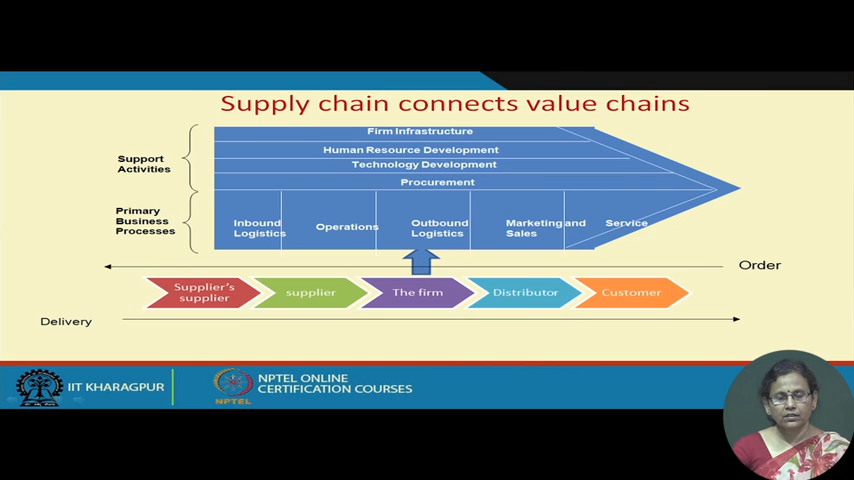 Supply chain connects value chains
Firm Infrastructure
Human Resource Development
Technology Development
Procurement
Support
Activities
Primary
Business
Processes
Inbound
Logistics
Operations
Outbound
Logistics
Marketing and
Sales
Service
Order
Supplier's
supplier
supplier
The firm
Distributor
Customer
Delivery
IIT KHARAGPUR
NPTEL
NPTEL ONLINE
CERTIFICATION COURSES